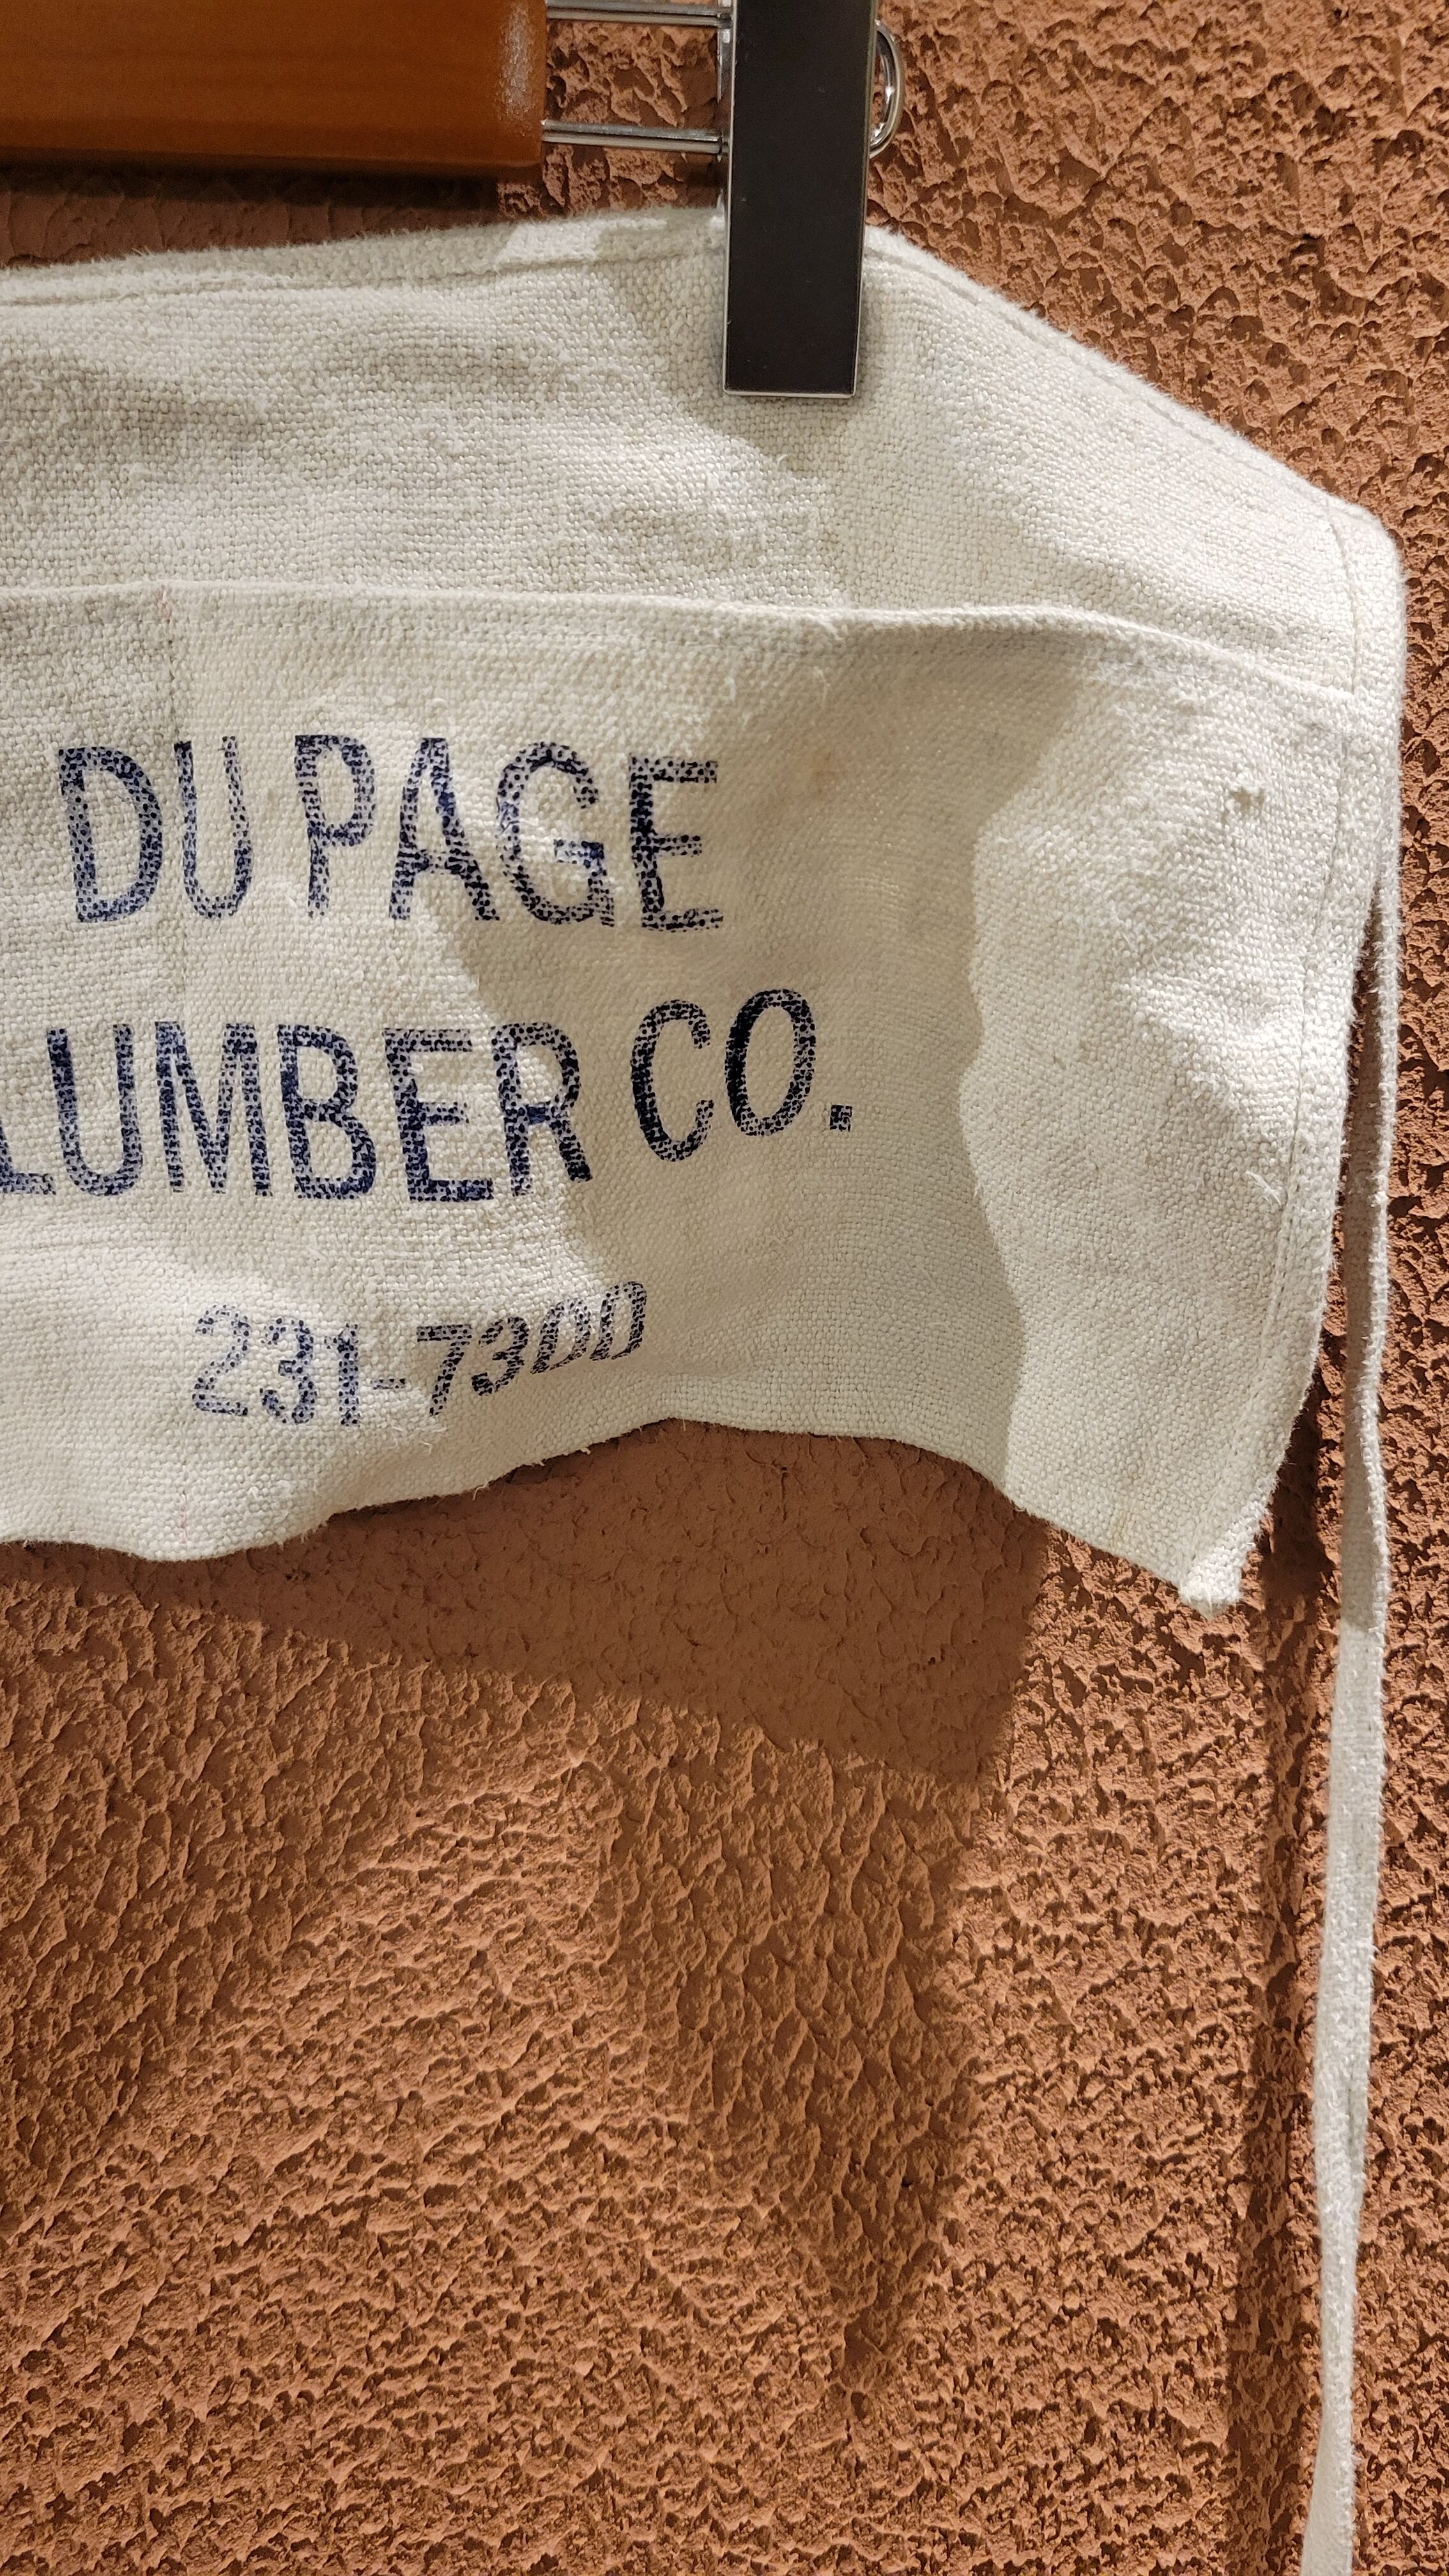 DU PAGE
LUMBER CO.
231-7300